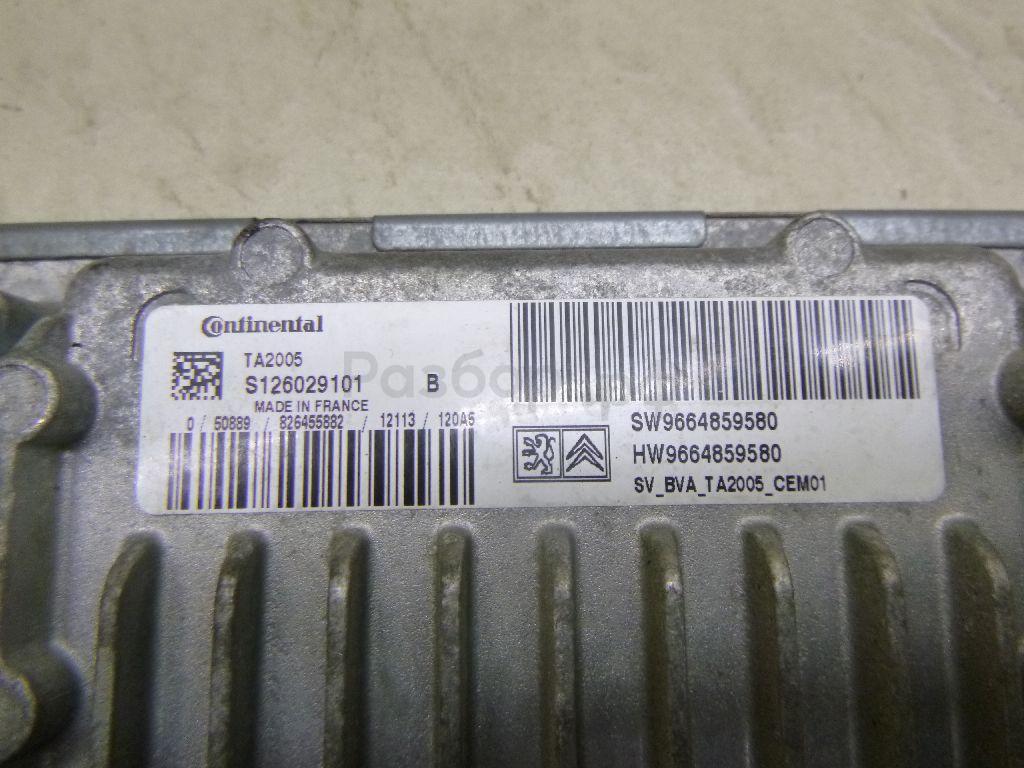 Continental
TA2005
S126029101 B
MADE IN FRANCE
0 / 50889 / 826455882 / 12113 / 120A5
SW9664859580
HW9664859580
SV_BVA_TA2005_CEM01